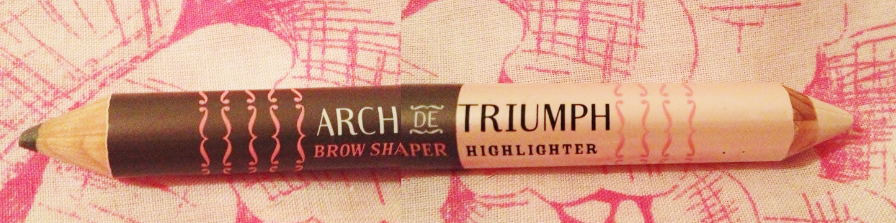 ARCH DE TRIUMPH
BROW SHAPER HIGHLIGHTER